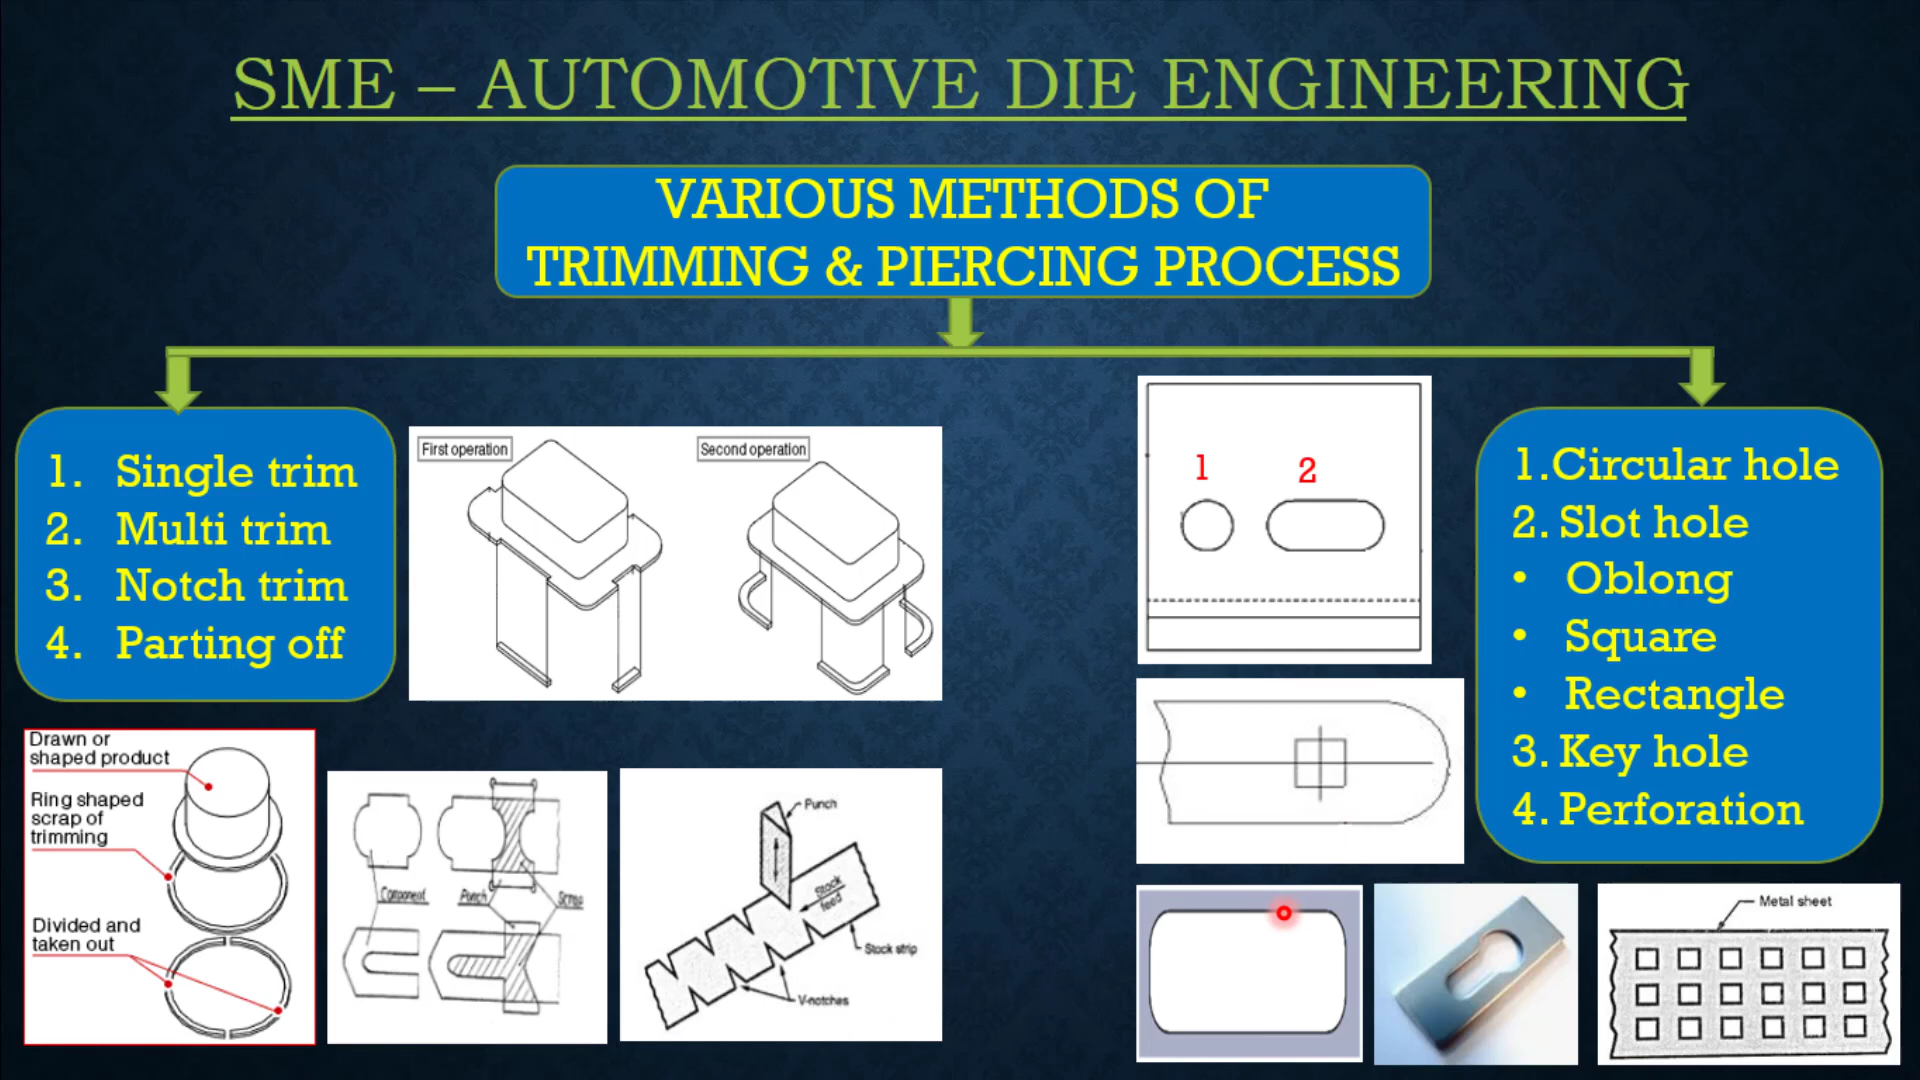 SME – AUTOMOTIVE DIE ENGINEERING
VARIOUS METHODS OF
TRIMMING & PIERCING PROCESS
1. Single trim
2. Multi trim
3. Notch trim
4. Parting off
First operation
Second operation
1
2
1.Circular hole
2. Slot hole
• Oblong
• Square
• Rectangle
3. Key hole
4. Perforation
Drawn or
shaped product
Ring shaped
scrap of
trimming
Divided and
taken out
Component
Punch
Scrap
Punch
Stock
feed
Stock strip
V-notches
Metal sheet